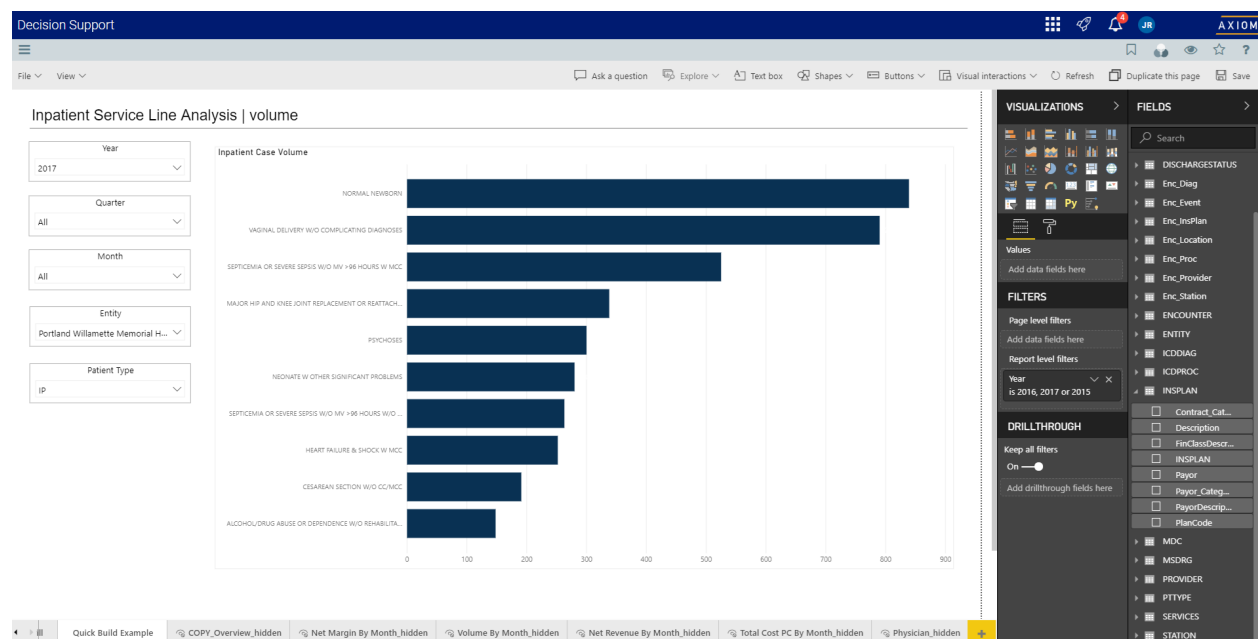 Decision Support
4
JR
AXIOM
?
File View
Ask a question Explore Text box Shapes Buttons Visual interactions Refresh Duplicate this page Save
Inpatient Service Line Analysis | volume
Year
2017
Quarter
All
Month
All
Entity
Portland Willamette Memorial H...
Patient Type
IP
Inpatient Case Volume
NORMAL NEWBORN
VAGINAL DELIVERY W/O COMPLICATING DIAGNOSES
SEPTICEMIA OR SEVERE SEPSIS W/O MV >96 HOURS W MCC
MAJOR HIP AND KNEE JOINT REPLACEMENT OR REATTACH...
PSYCHOSES
NEONATE W OTHER SIGNIFICANT PROBLEMS
SEPTICEMIA OR SEVERE SEPSIS W/O MV >96 HOURS W/O ...
HEART FAILURE & SHOCK W MCC
CESAREAN SECTION W/O CC/MCC
ALCOHOL/DRUG ABUSE OR DEPENDENCE W/O REHABILITA...
0 100 200 300 400 500 600 700 800 900
VISUALIZATIONS
Py
Values
Add data fields here
FILTERS
Page level filters
Add data fields here
Report level filters
Year
is 2016, 2017 or 2015
DRILLTHROUGH
Keep all filters
On
Add drillthrough fields here
FIELDS
Search
DISCHARGESTATUS
Enc_Diag
Enc_Event
Enc_InsPlan
Enc_Location
Enc_Proc
Enc_Provider
Enc_Station
ENCOUNTER
ENTITY
ICDDIAG
ICDPROC
INSPLAN
Contract_Cat...
Description
FinClassDescr...
INSPLAN
Payor
Payor_Categ...
PayorDescrip...
PlanCode
MDC
MSDRG
PROVIDER
PTTYPE
SERVICES
STATION
Quick Build Example COPY_Overview_hidden Net Margin By Month_hidden Volume By Month_hidden Net Revenue By Month_hidden Total Cost PC By Month_hidden Physician_hidden +